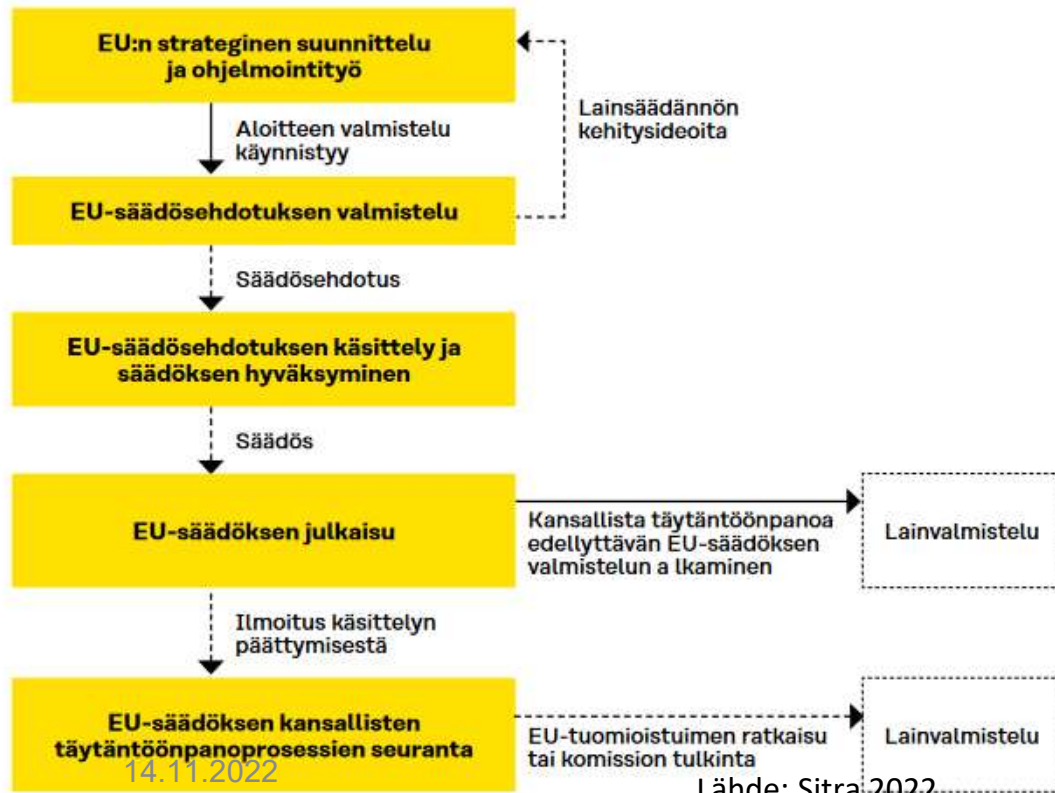 EU:n strateginen suunnittelu
ja ohjelmointityö
Lainsäädännön
kehitysideoita
Aloitteen valmistelu
käynnistyy
EU-säädösehdotuksen valmistelu
Säädösehdotus
EU-säädösehdotuksen käsittely ja
säädöksen hyväksyminen
Säädös
EU-säädöksen julkaisu
Kansallista täytäntöönpanoa
edellyttävän EU-säädöksen
valmistelun a lkaminen
Lainvalmistelu
Ilmoitus käsittelyn
päättymisestä
EU-säädöksen kansallisten
täytäntöönpanoprosessien seuranta
EU-tuomioistuimen ratkaisu
tai komission tulkinta
Lainvalmistelu
14.11.2022
Lähde: Sitra 2022